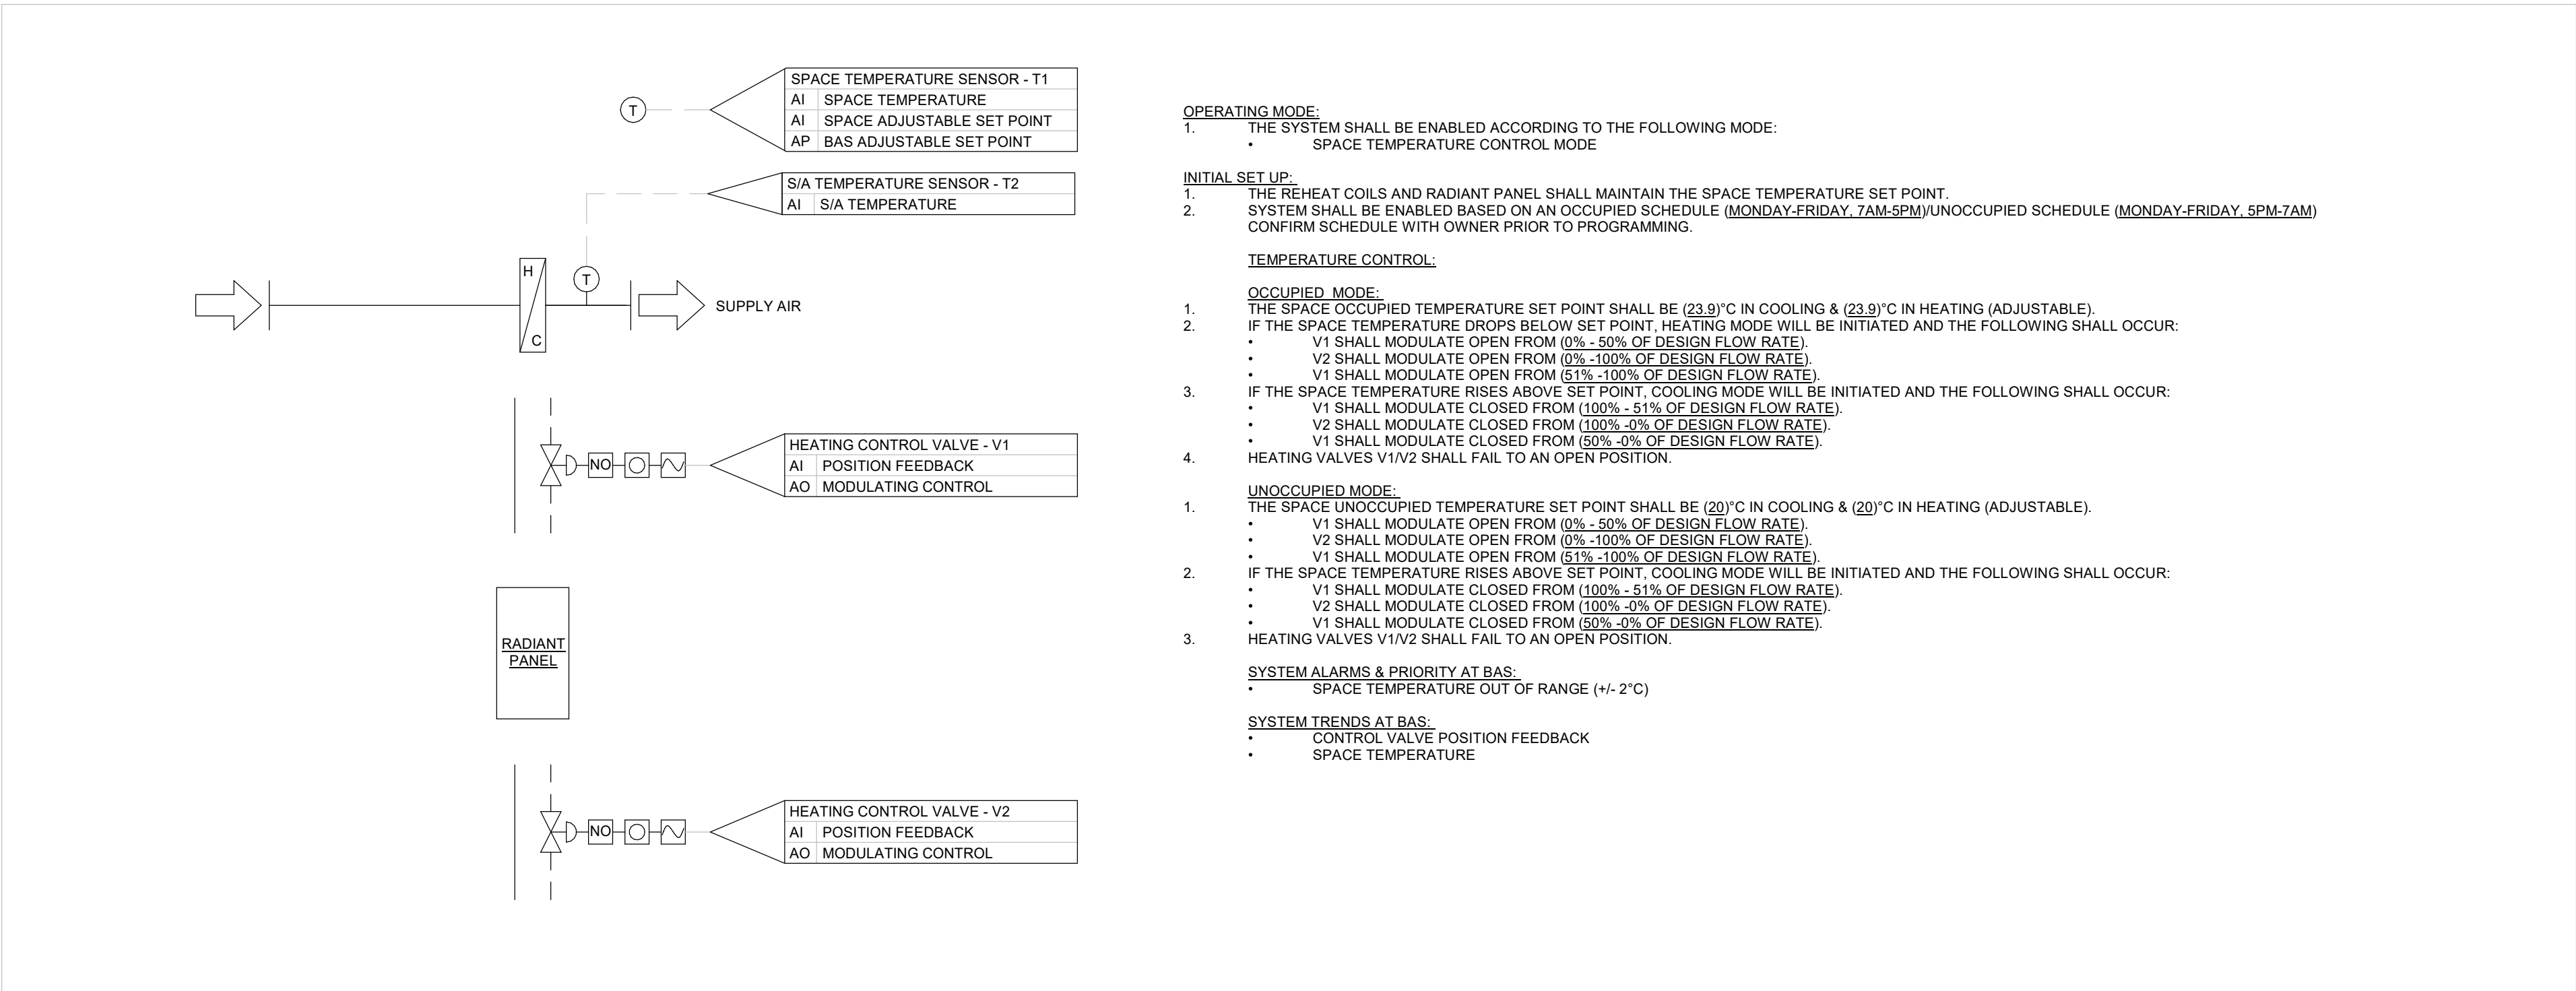 SPACE TEMPERATURE SENSOR - T1
T
AI SPACE TEMPERATURE
AI SPACE ADJUSTABLE SET POINT
AP BAS ADJUSTABLE SET POINT
S/A TEMPERATURE SENSOR - T2
AI S/A TEMPERATURE
T
H
C
SUPPLY AIR
HEATING CONTROL VALVE - V1
NO
AI POSITION FEEDBACK
AO MODULATING CONTROL
RADIANT
PANEL
HEATING CONTROL VALVE - V2
NO
AI POSITION FEEDBACK
AO MODULATING CONTROL
OPERATING MODE:
1. THE SYSTEM SHALL BE ENABLED ACCORDING TO THE FOLLOWING MODE:
• SPACE TEMPERATURE CONTROL MODE
INITIAL SET UP:
1. THE REHEAT COILS AND RADIANT PANEL SHALL MAINTAIN THE SPACE TEMPERATURE SET POINT.
2. SYSTEM SHALL BE ENABLED BASED ON AN OCCUPIED SCHEDULE (MONDAY-FRIDAY, 7AM-5PM)/UNOCCUPIED SCHEDULE (MONDAY-FRIDAY, 5PM-7AM)
CONFIRM SCHEDULE WITH OWNER PRIOR TO PROGRAMMING.
TEMPERATURE CONTROL:
OCCUPIED MODE:
1. THE SPACE OCCUPIED TEMPERATURE SET POINT SHALL BE (23.9)°C IN COOLING & (23.9)°C IN HEATING (ADJUSTABLE).
2. IF THE SPACE TEMPERATURE DROPS BELOW SET POINT, HEATING MODE WILL BE INITIATED AND THE FOLLOWING SHALL OCCUR:
• V1 SHALL MODULATE OPEN FROM (0% - 50% OF DESIGN FLOW RATE).
• V2 SHALL MODULATE OPEN FROM (0% -100% OF DESIGN FLOW RATE).
• V1 SHALL MODULATE OPEN FROM (51% -100% OF DESIGN FLOW RATE).
3. IF THE SPACE TEMPERATURE RISES ABOVE SET POINT, COOLING MODE WILL BE INITIATED AND THE FOLLOWING SHALL OCCUR:
• V1 SHALL MODULATE CLOSED FROM (100% - 51% OF DESIGN FLOW RATE).
• V2 SHALL MODULATE CLOSED FROM (100% -0% OF DESIGN FLOW RATE).
• V1 SHALL MODULATE CLOSED FROM (50% -0% OF DESIGN FLOW RATE).
4. HEATING VALVES V1/V2 SHALL FAIL TO AN OPEN POSITION.
UNOCCUPIED MODE:
1. THE SPACE UNOCCUPIED TEMPERATURE SET POINT SHALL BE (20)°C IN COOLING & (20)°C IN HEATING (ADJUSTABLE).
• V1 SHALL MODULATE OPEN FROM (0% - 50% OF DESIGN FLOW RATE).
• V2 SHALL MODULATE OPEN FROM (0% -100% OF DESIGN FLOW RATE).
• V1 SHALL MODULATE OPEN FROM (51% -100% OF DESIGN FLOW RATE).
2. IF THE SPACE TEMPERATURE RISES ABOVE SET POINT, COOLING MODE WILL BE INITIATED AND THE FOLLOWING SHALL OCCUR:
• V1 SHALL MODULATE CLOSED FROM (100% - 51% OF DESIGN FLOW RATE).
• V2 SHALL MODULATE CLOSED FROM (100% -0% OF DESIGN FLOW RATE).
• V1 SHALL MODULATE CLOSED FROM (50% -0% OF DESIGN FLOW RATE).
3. HEATING VALVES V1/V2 SHALL FAIL TO AN OPEN POSITION.
SYSTEM ALARMS & PRIORITY AT BAS:
• SPACE TEMPERATURE OUT OF RANGE (+/- 2°C)
SYSTEM TRENDS AT BAS:
• CONTROL VALVE POSITION FEEDBACK
• SPACE TEMPERATURE